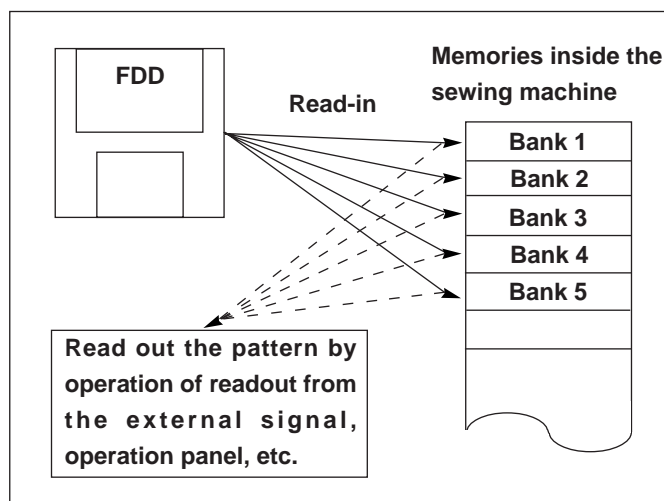 FDD
Read-in
Memories inside the
sewing machine
Bank 1
Bank 2
Bank 3
Bank 4
Bank 5
Read out the pattern by
operation of readout from
the external signal,
operation panel, etc.